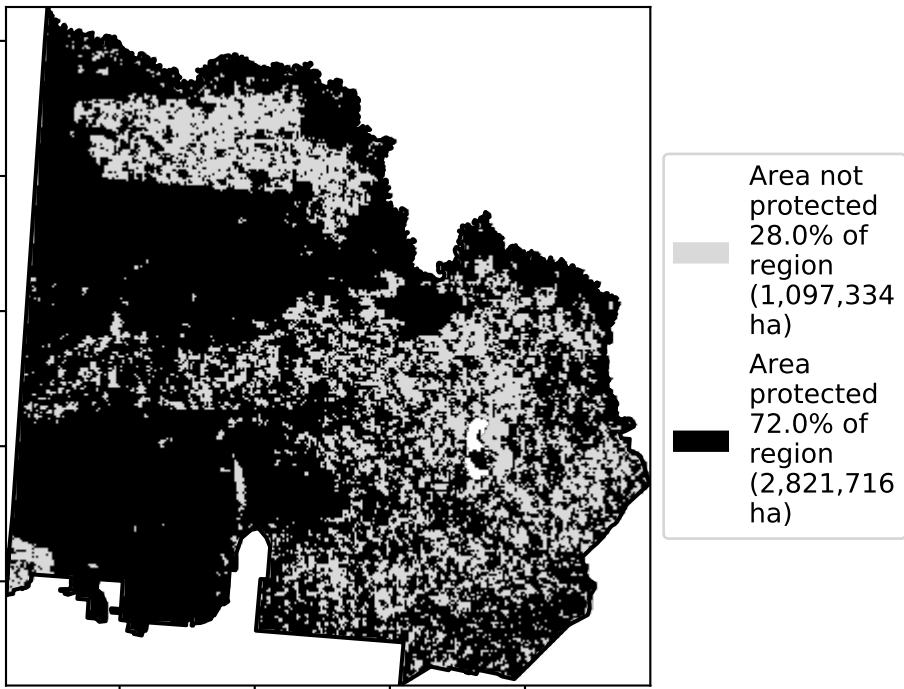 Area not
protected
28.0% of
region
(1,097,334
ha)
Area
protected
72.0% of
region
(2,821,716
ha)